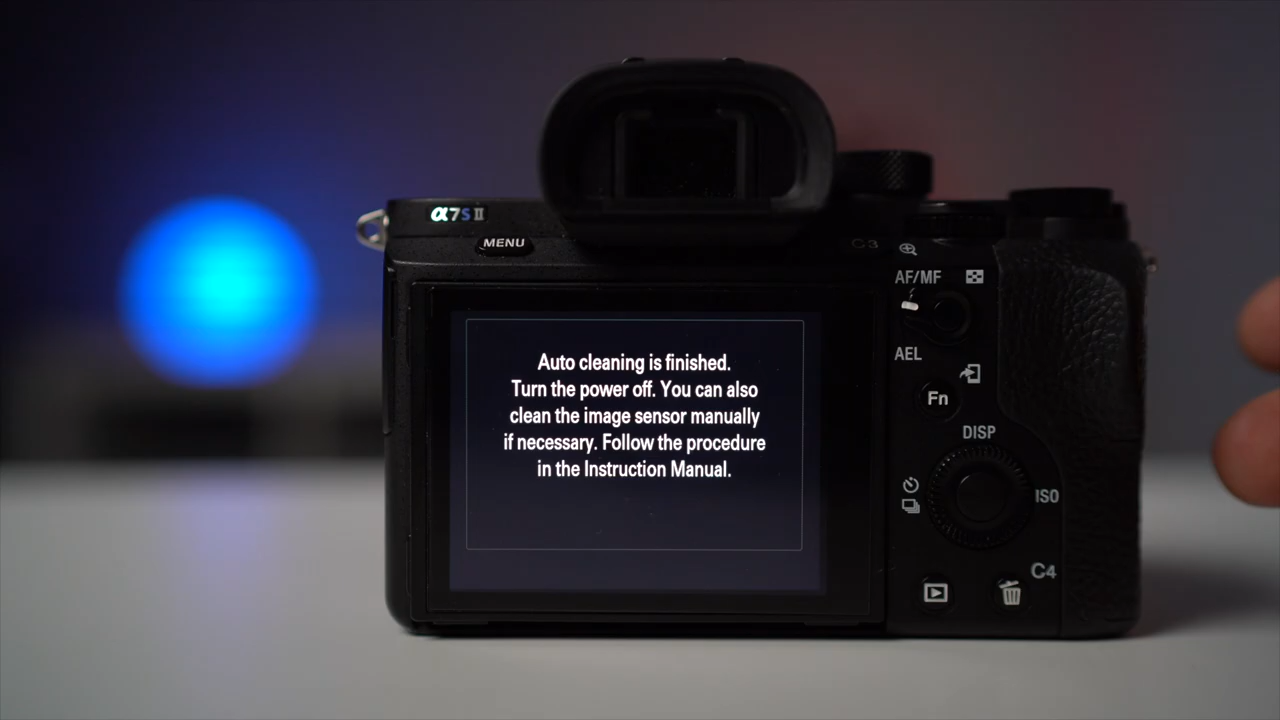 α7SII
MENU
C3
AF/MF
AEL
Auto cleaning is finished.
Turn the power off. You can also
clean the image sensor manually
if necessary. Follow the procedure
in the Instruction Manual.
Fn
DISP
ISO
C4